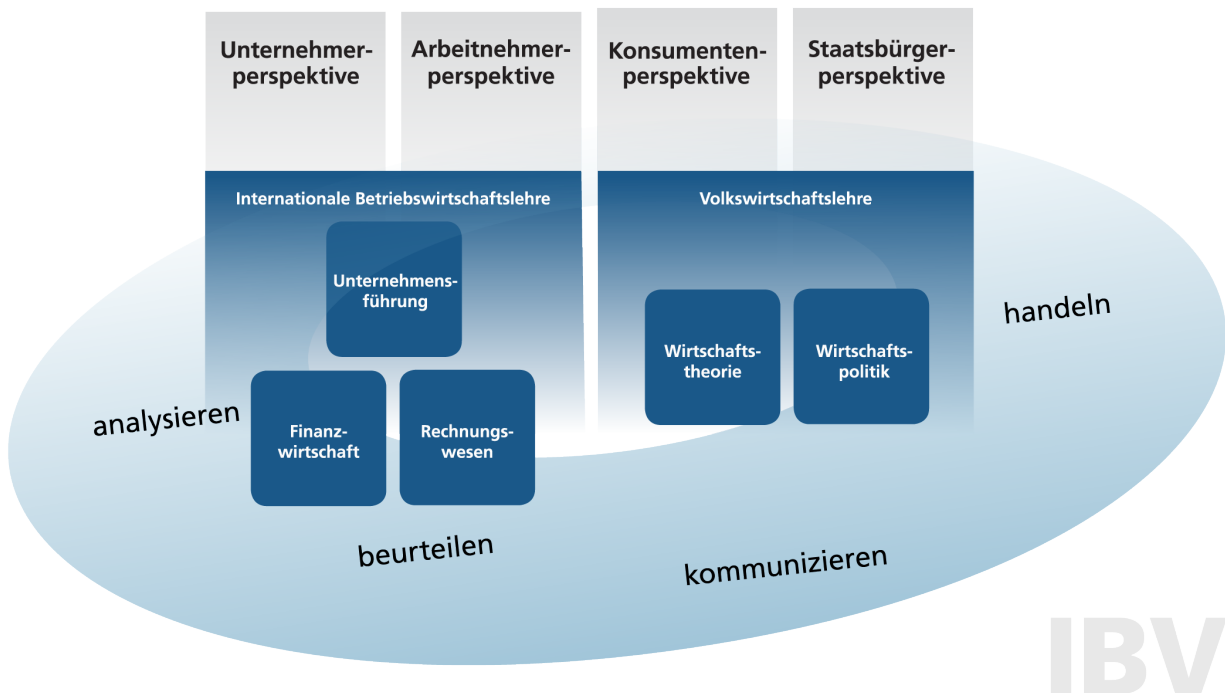 Unternehmer-
perspektive
Arbeitnehmer-
perspektive
Konsumenten-
perspektive
Staatsbürger-
perspektive
Internationale Betriebswirtschaftslehre
Volkswirtschaftslehre
Unternehmens-
führung
Wirtschafts-
theorie
Wirtschafts-
politik
handeln
analysieren
Finanz-
wirtschaft
Rechnungs-
wesen
beurteilen
kommunizieren
IBV